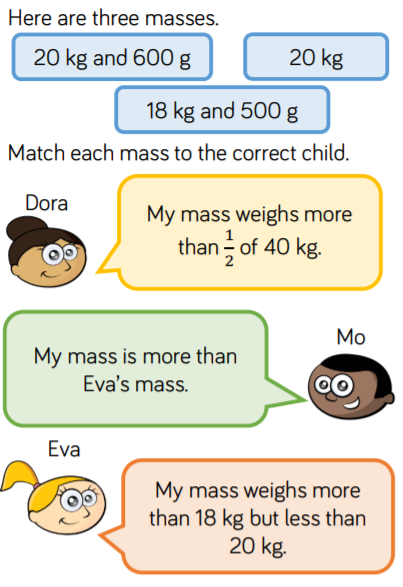 Here are three masses.
20 kg and 600 g
20 kg
18 kg and 500 g
Match each mass to the correct child.
Dora
My mass weighs more
than 1/2 of 40 kg.
Mo
My mass is more than
Eva's mass.
Eva
My mass weighs more
than 18 kg but less than
20 kg.